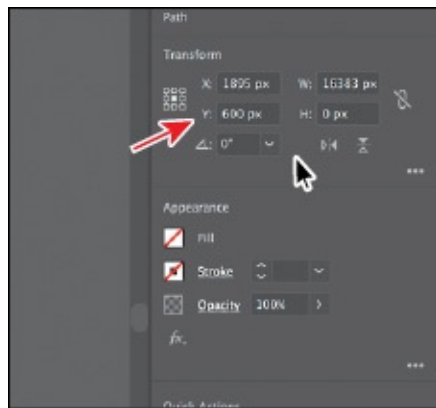 Path
Transform
X: 1895 px W: 16383 px
Y: 600 px H: 0 px
0°
Appearance
Fill
Stroke
Opacity 100%
fx.
Quick Actions